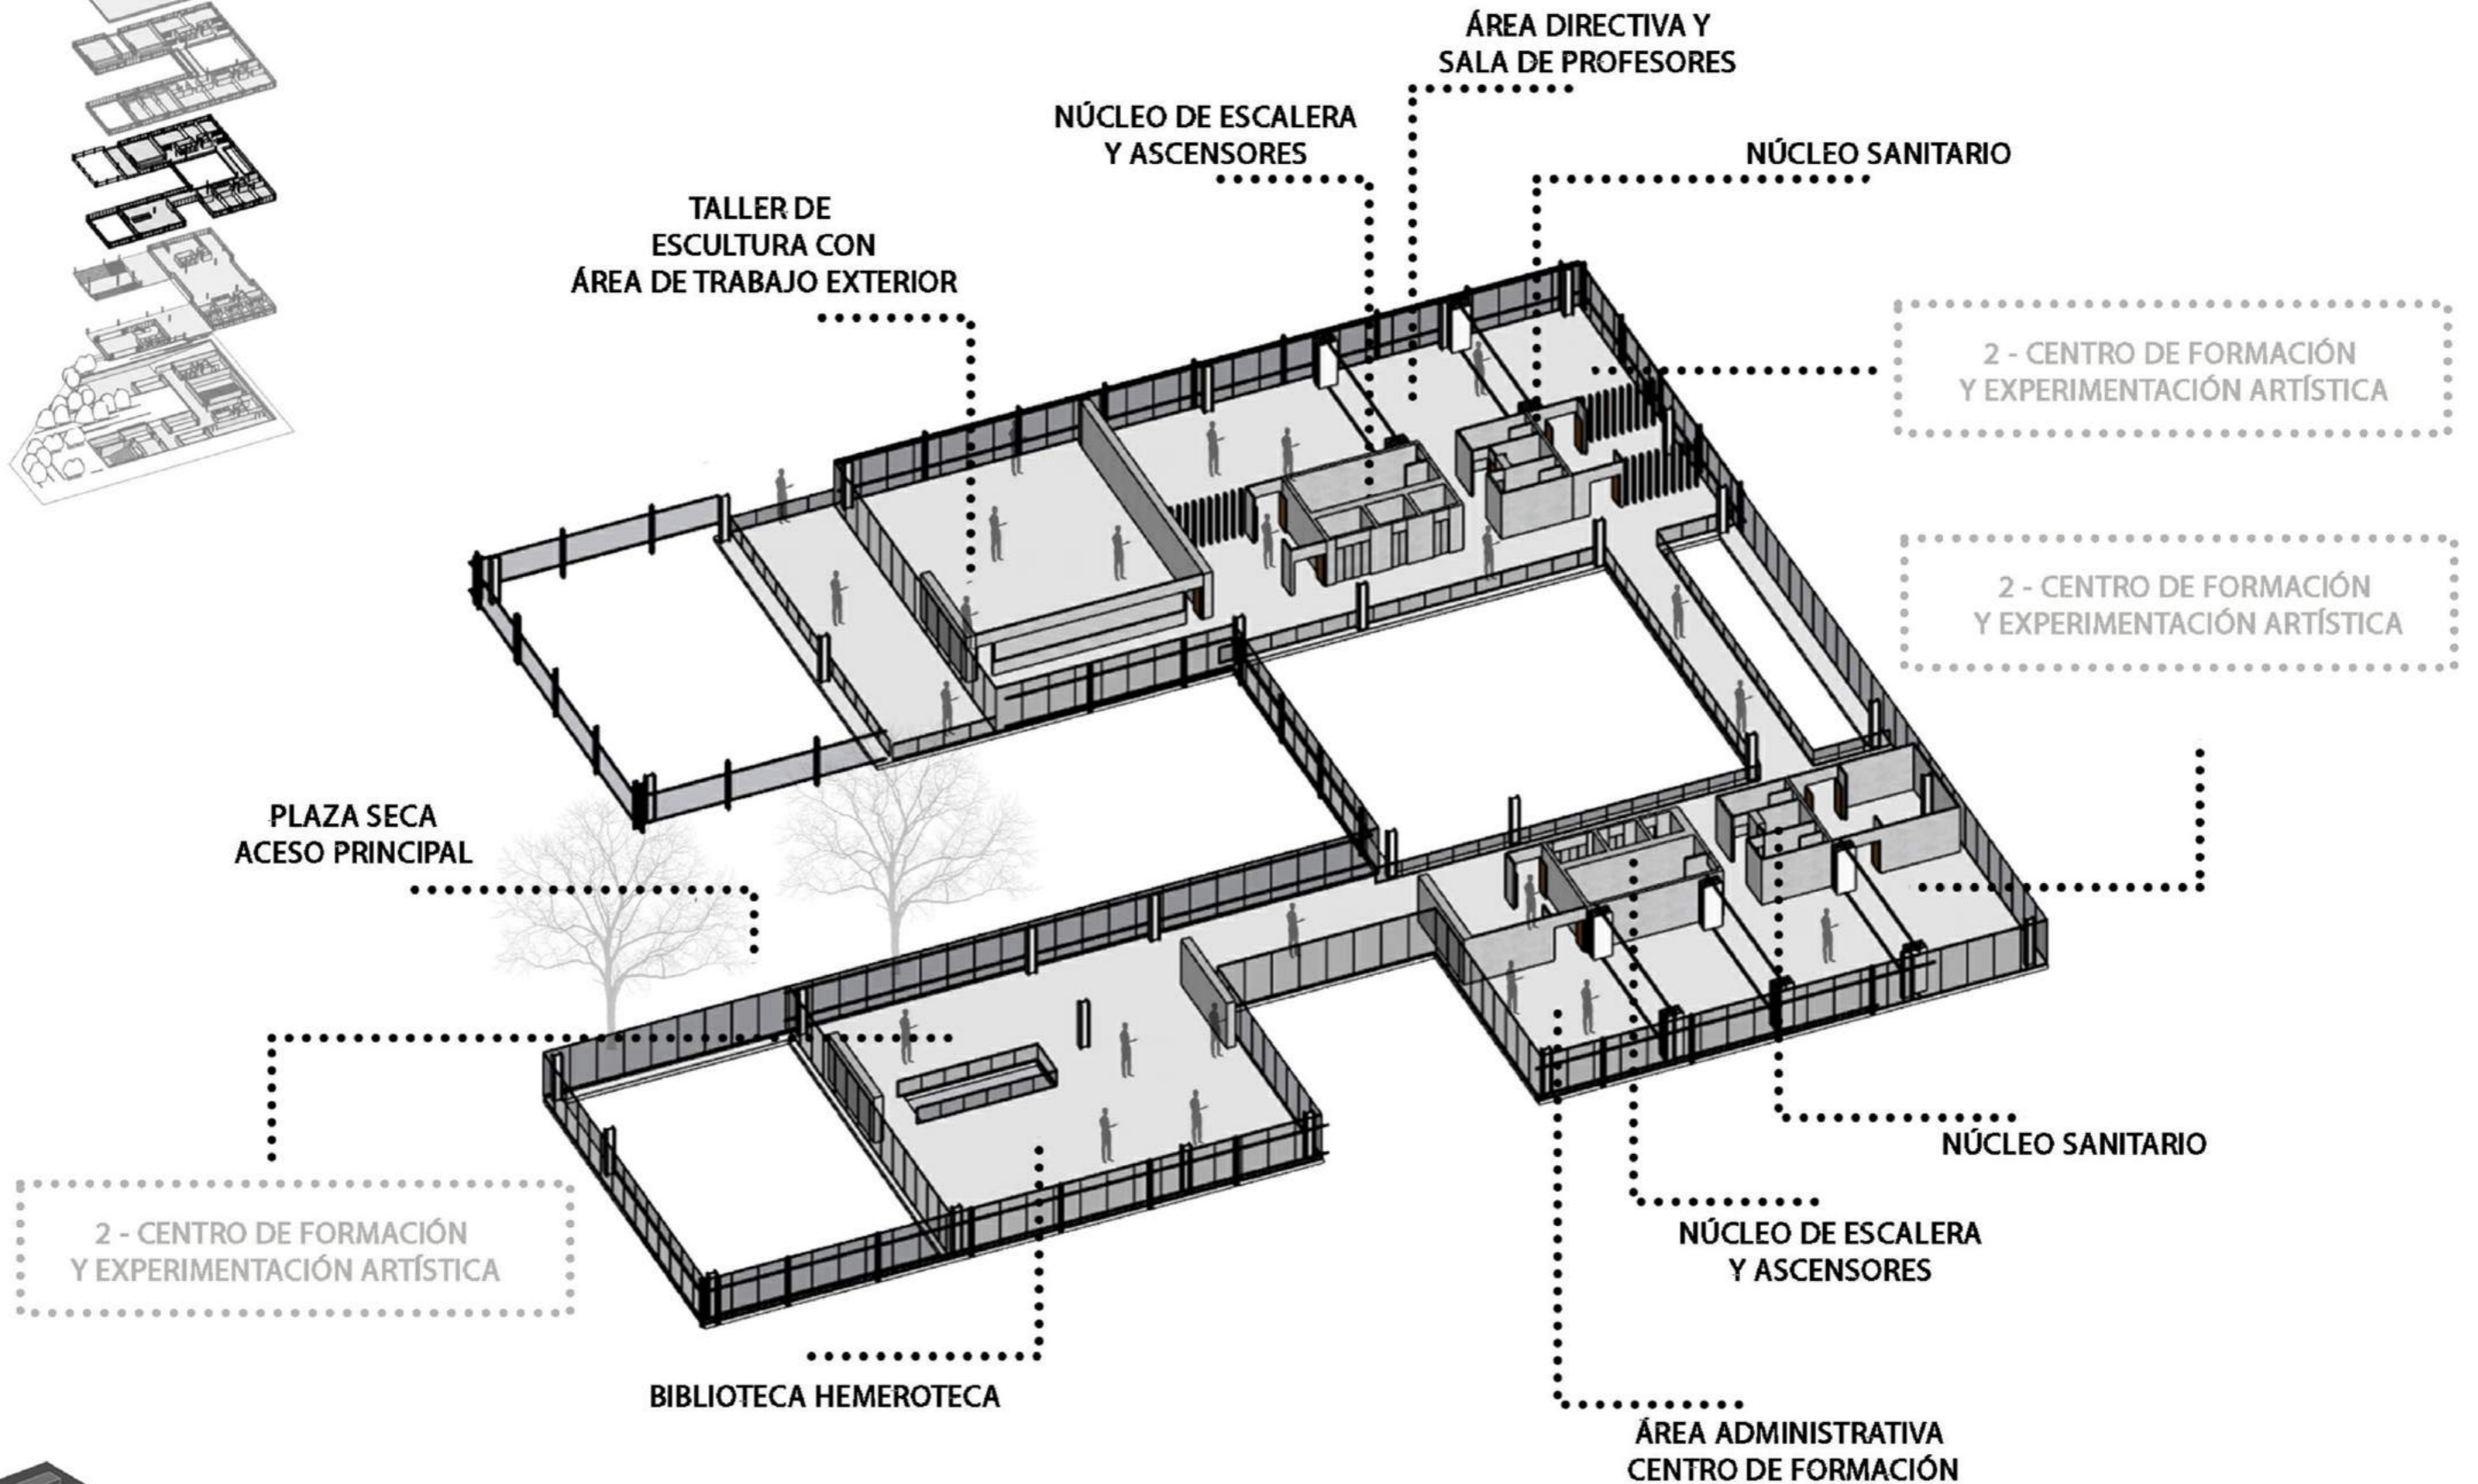 ÁREA DIRECTIVA Y
SALA DE PROFESORES
NÚCLEO DE ESCALERA
Y ASCENSORES
NÚCLEO SANITARIO
TALLER DE
ESCULTURA CON
ÁREA DE TRABAJO EXTERIOR
2 - CENTRO DE FORMACIÓN
Y EXPERIMENTACIÓN ARTÍSTICA
2 - CENTRO DE FORMACIÓN
Y EXPERIMENTACIÓN ARTÍSTICA
PLAZA SECA
ACESO PRINCIPAL
NÚCLEO SANITARIO
2 - CENTRO DE FORMACIÓN
Y EXPERIMENTACIÓN ARTÍSTICA
NÚCLEO DE ESCALERA
Y ASCENSORES
BIBLIOTECA HEMEROTECA
ÁREA ADMINISTRATIVA
CENTRO DE FORMACIÓN